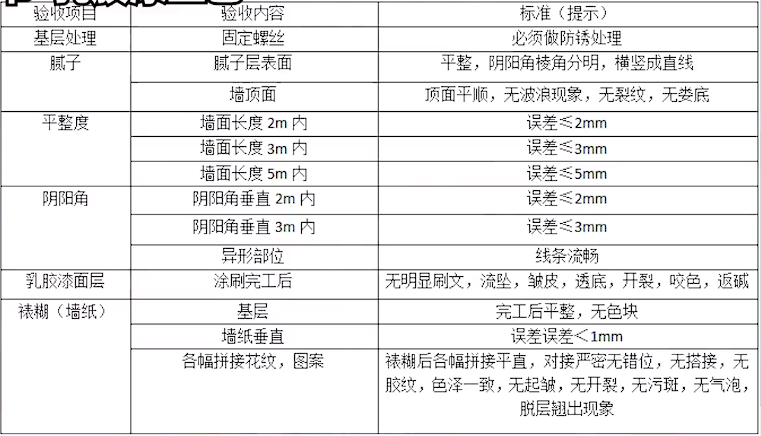 验收项目 验收内容 标准（提示）
基层处理 固定螺丝 必须做防锈处理
腻子 腻子层表面 平整，阴阳角棱角分明，横竖成直线
墙顶面 顶面平顺，无波浪现象，无裂纹，无娄底
平整度 墙面长度 2m 内 误差≤2mm
墙面长度 3m 内 误差≤3mm
墙面长度 5m 内 误差≤5mm
阴阳角 阴阳角垂直 2m 内 误差≤2mm
阴阳角垂直 3m 内 误差≤3mm
异形部位 线条流畅
乳胶漆面层 涂刷完工后 无明显刷文，流坠，皱皮，透底，开裂，咬色，返碱
裱糊（墙纸） 基层 完工后平整，无色块
墙纸垂直 误差误差＜1mm
各幅拼接花纹，图案 裱糊后各幅拼接平直，对接严密无错位，无搭接，无
胶纹，色泽一致，无起皱，无开裂，无污斑，无气泡，
脱层翘出现象